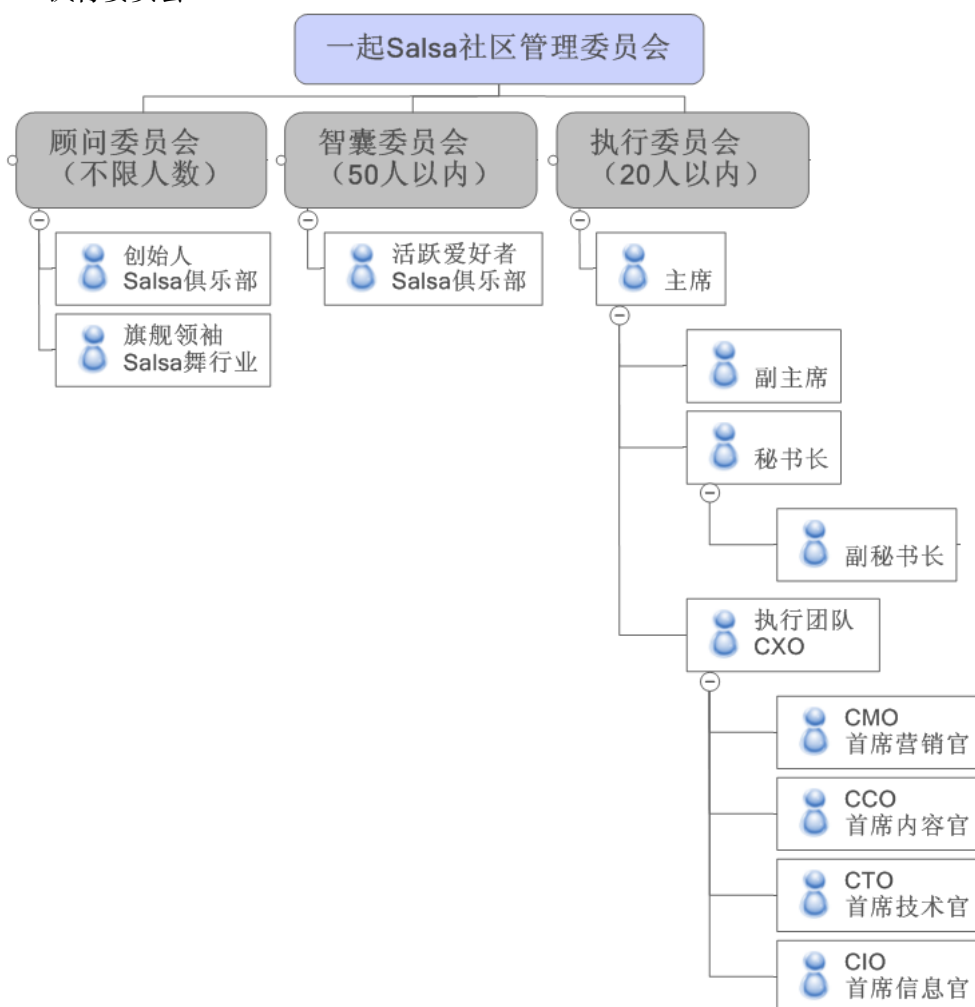 执行委员会
一起Salsa社区管理委员会
顾问委员会
（不限人数）
智囊委员会
（50人以内）
执行委员会
（20人以内）
创始人
Salsa俱乐部
旗舰领袖
Salsa舞行业
活跃爱好者
Salsa俱乐部
主席
副主席
秘书长
副秘书长
执行团队
CXO
CMO
首席营销官
CCO
首席内容官
CTO
首席技术官
CIO
首席信息官